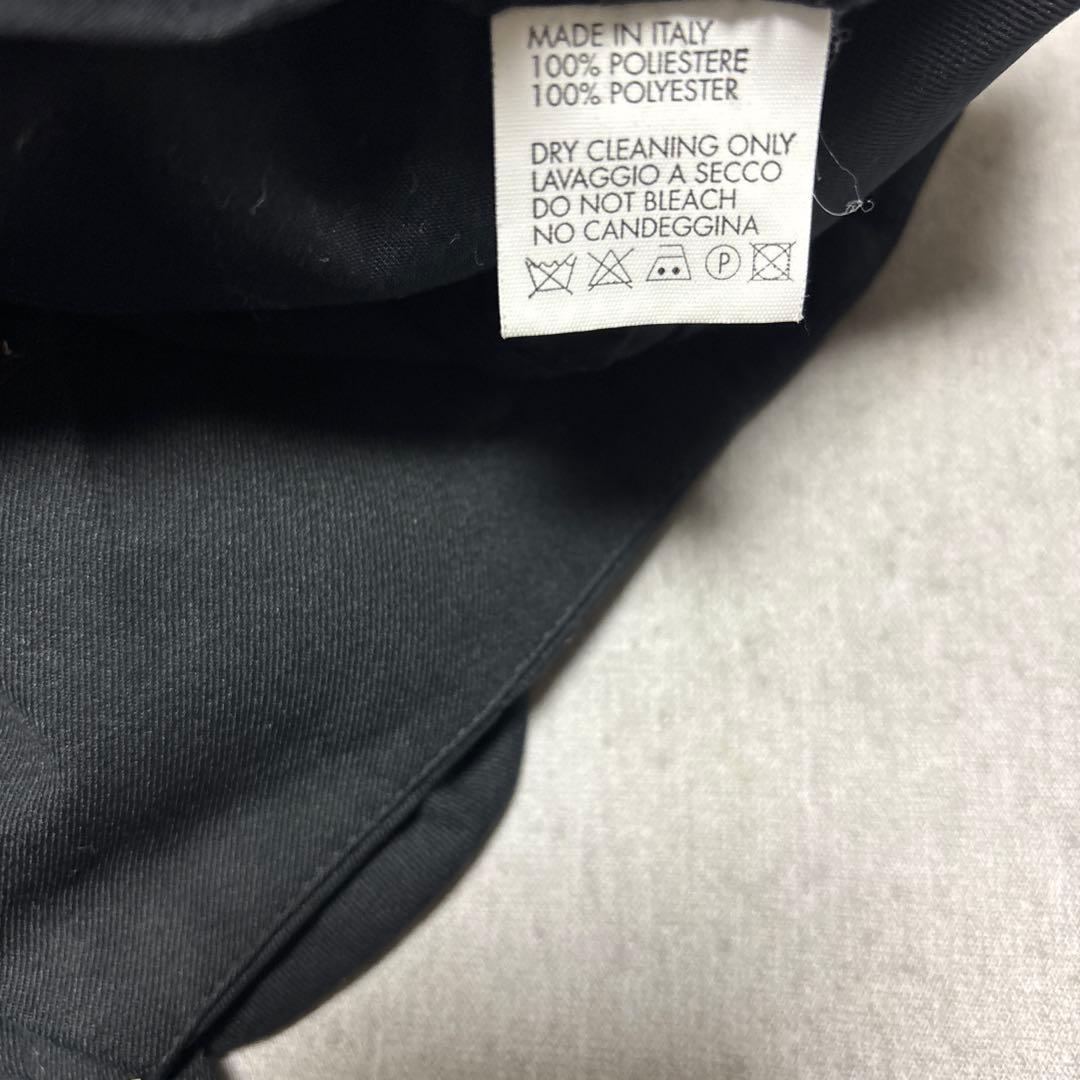 MADE IN ITALY
100% POLIESTERE
100% POLYESTER
DRY CLEANING ONLY
LAVAGGIO A SECCO
DO NOT BLEACH
NO CANDEGGINA
P